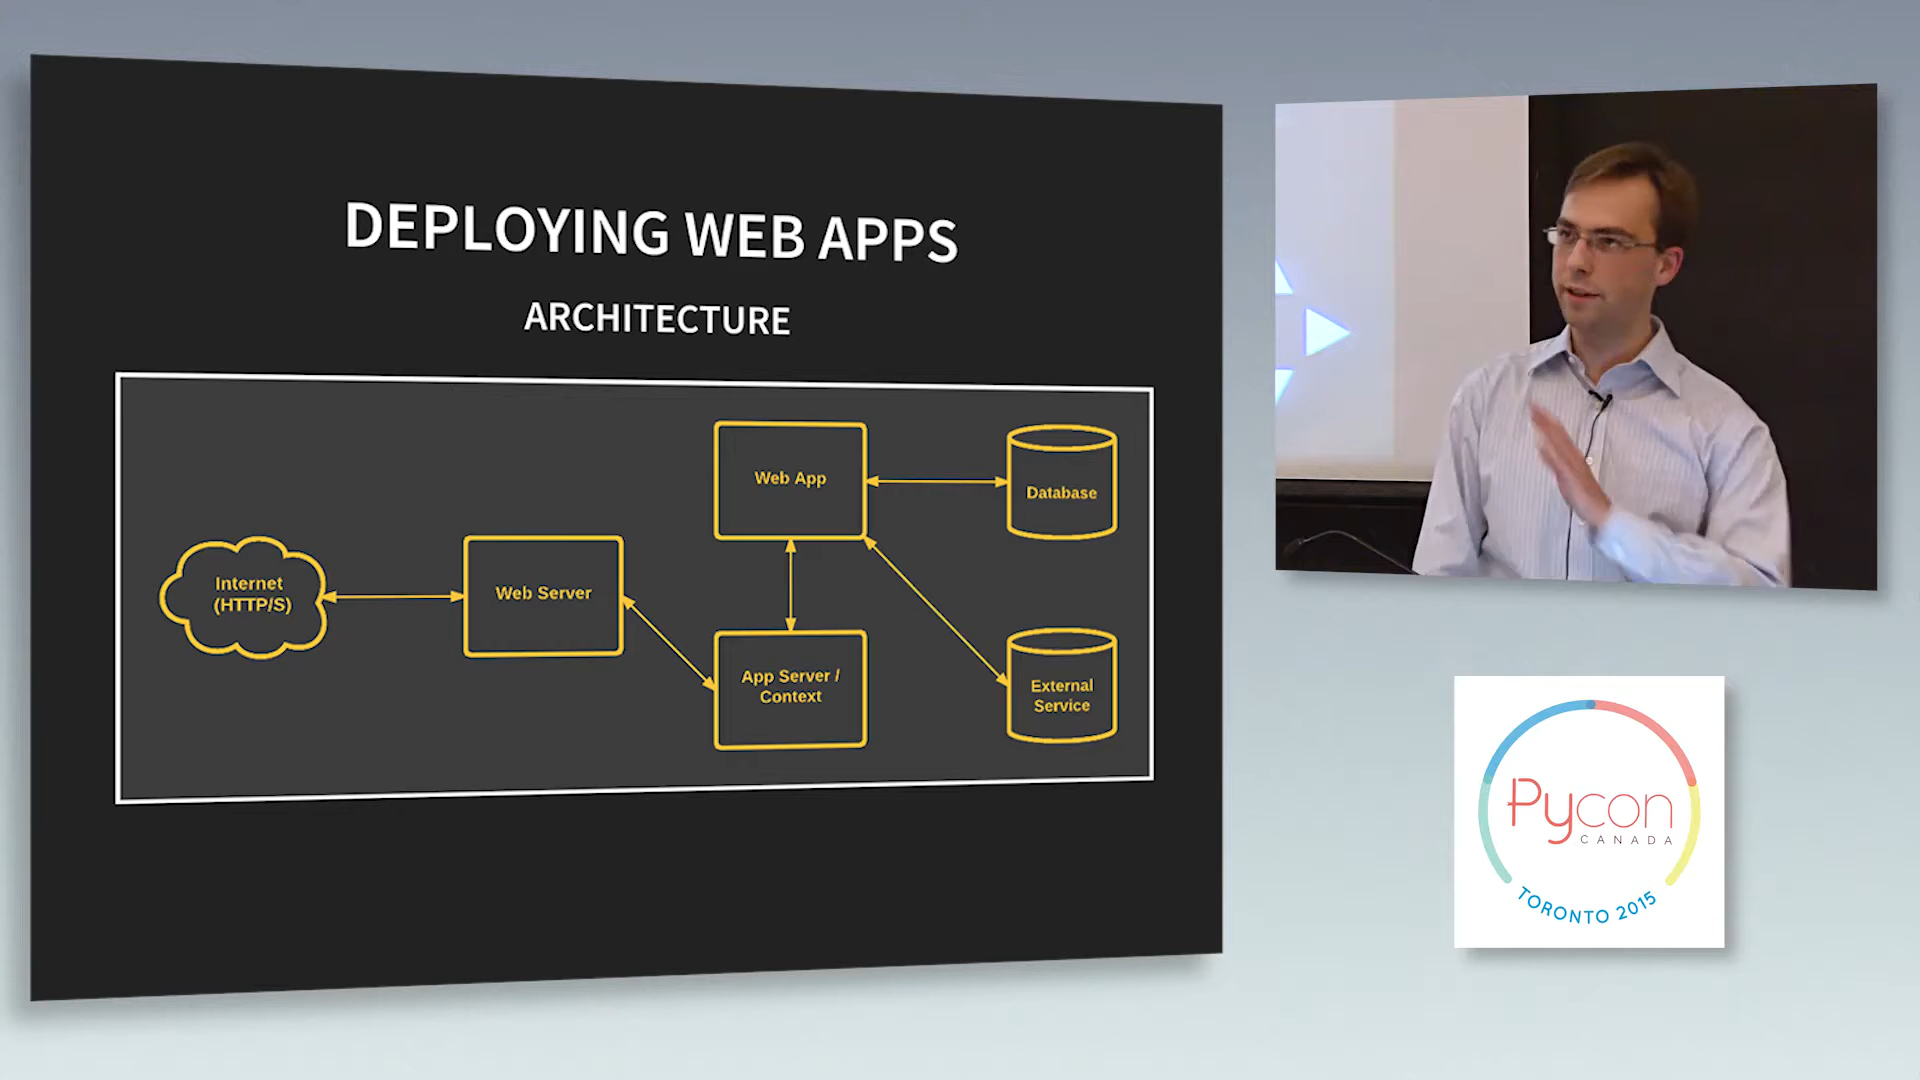 DEPLOYING WEB APPS
ARCHITECTURE
Web App
Database
Internet
(HTTP/S)
Web Server
App Server /
Context
External
Service
Pycon
CANADA
TORONTO 2015